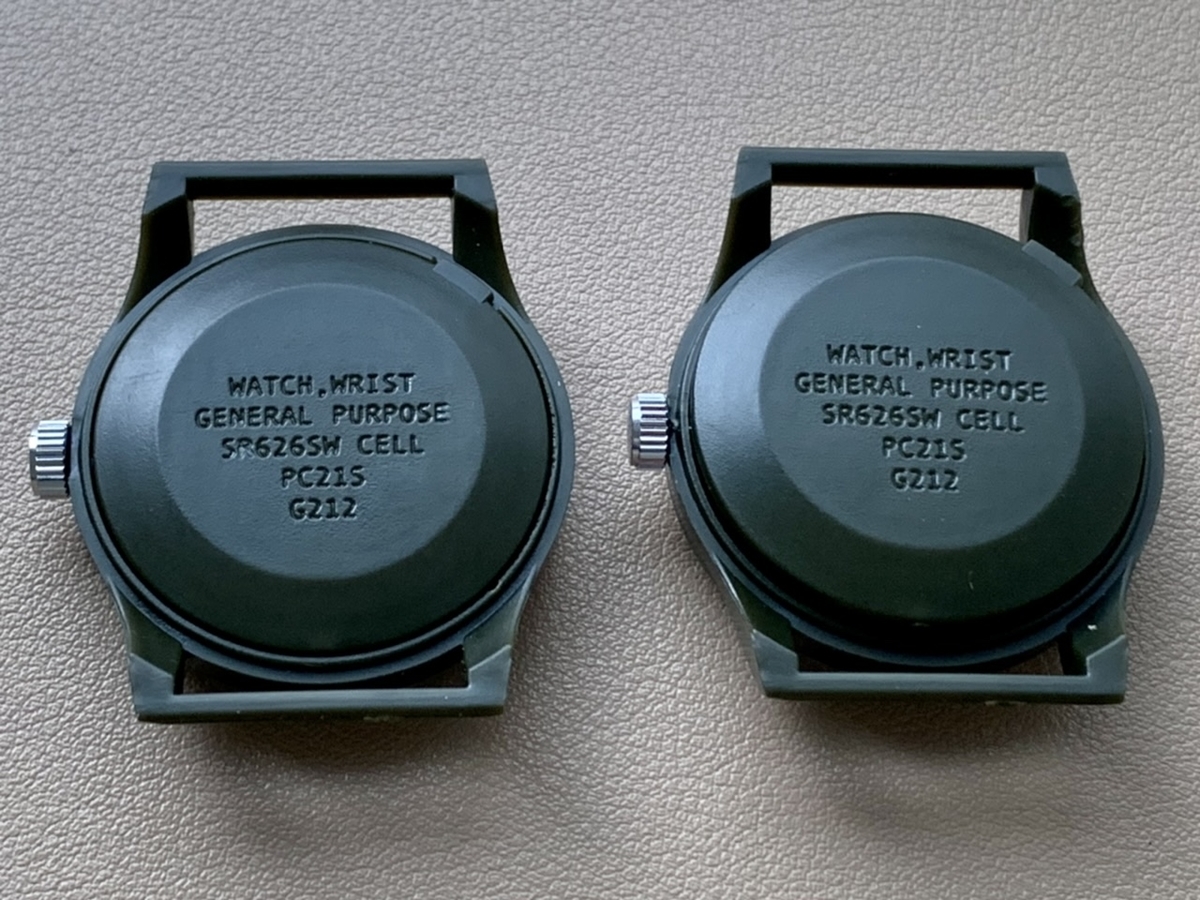 WATCH,WRIST
GENERAL PURPOSE
SR626SW CELL
PC21S
G212
WATCH,WRIST
GENERAL PURPOSE
SR626SW CELL
PC21S
G212